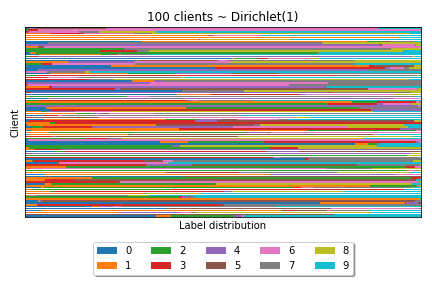 100 clients ~ Dirichlet(1)
Client
Label distribution
0 2 4 6 8
1 3 5 7 9